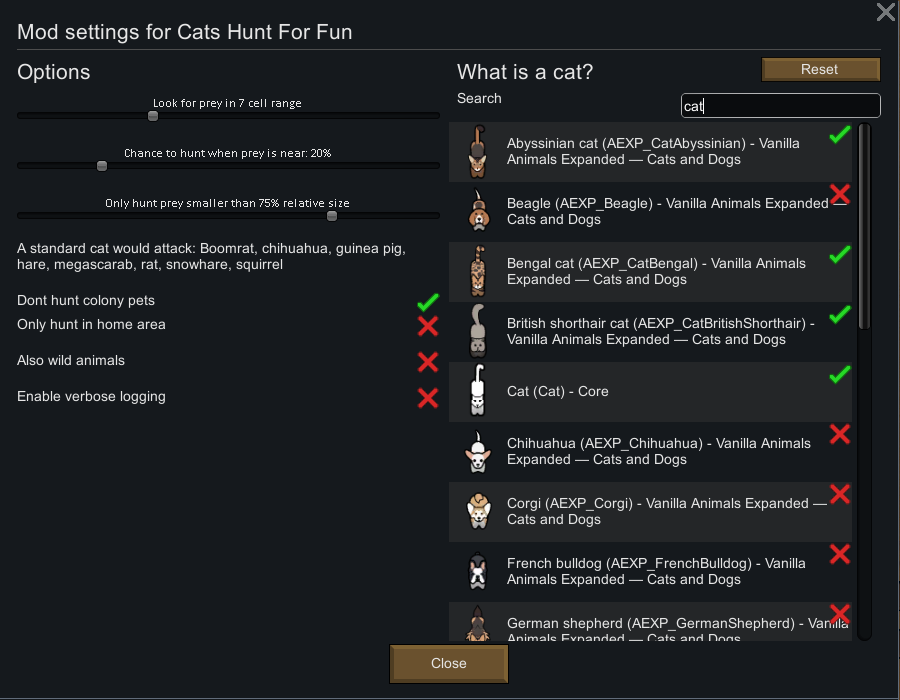 Mod settings for Cats Hunt For Fun
Options
Look for prey in 7 cell range
Chance to hunt when prey is near: 20%
Only hunt prey smaller than 75% relative size
A standard cat would attack: Boomrat, chihuahua, guinea pig,
hare, megascarab, rat, snowhare, squirrel
Dont hunt colony pets
Only hunt in home area
Also wild animals
Enable verbose logging
What is a cat?
Reset
Search
cat
Abyssinian cat (AEXP_CatAbyssinian) - Vanilla
Animals Expanded — Cats and Dogs
Beagle (AEXP_Beagle) - Vanilla Animals Expanded —
Cats and Dogs
Bengal cat (AEXP_CatBengal) - Vanilla Animals
Expanded — Cats and Dogs
British shorthair cat (AEXP_CatBritishShorthair) -
Vanilla Animals Expanded — Cats and Dogs
Cat (Cat) - Core
Chihuahua (AEXP_Chihuahua) - Vanilla Animals
Expanded — Cats and Dogs
Corgi (AEXP_Corgi) - Vanilla Animals Expanded —
Cats and Dogs
French bulldog (AEXP_FrenchBulldog) - Vanilla
Animals Expanded — Cats and Dogs
German shepherd (AEXP_GermanShepherd) - Vanilla
Animals Expanded — Cats and Dogs
Close